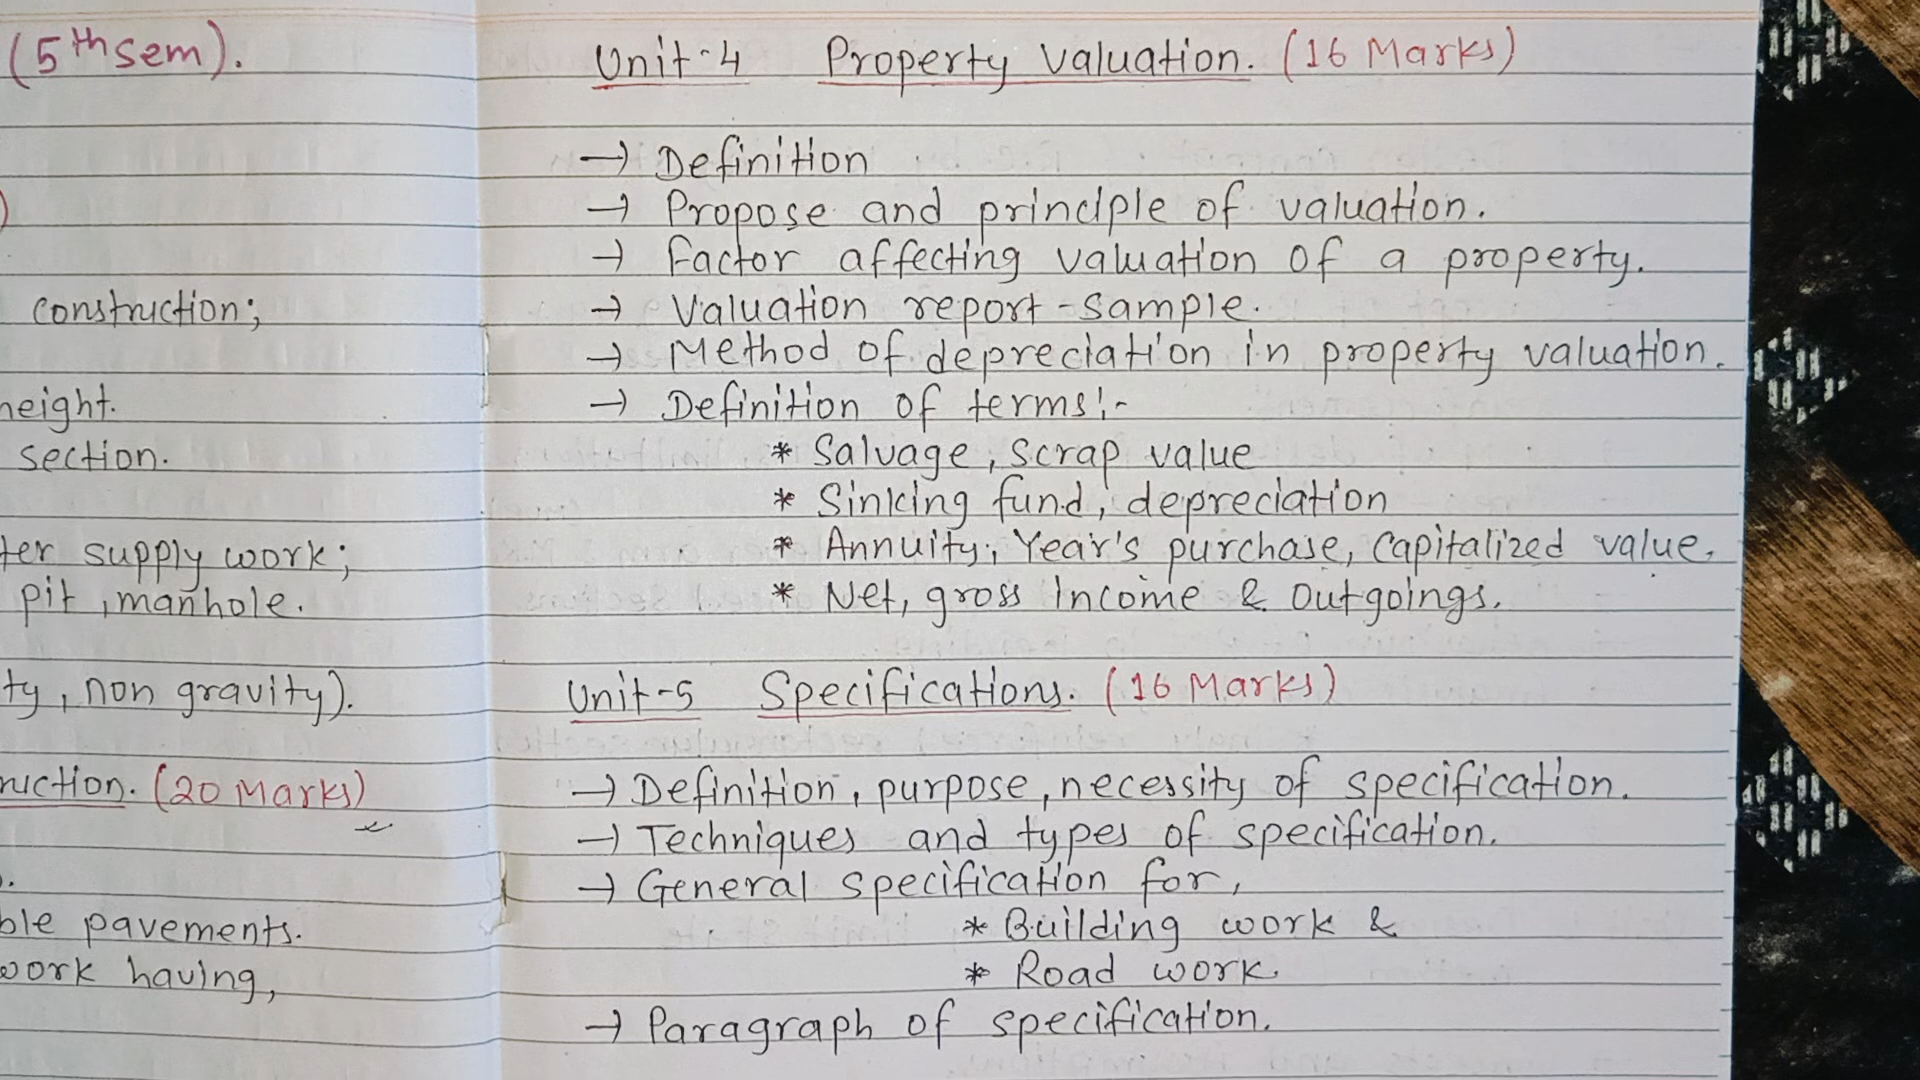 (5th sem).
construction;
height.
section.
ter supply work;
pit, manhole.
ty, non gravity).
ruction. (20 Marks)
ble pavements.
work having,
Unit-4 Property Valuation. (16 Marks)
→ Definition
→ Propose and principle of valuation.
→ Factor affecting valuation of a property.
→ Valuation report - sample.
→ Method of depreciation in property valuation.
→ Definition of terms:-
* Salvage, scrap value
* Sinking fund, depreciation
* Annuity, Year's purchase, Capitalized value,
* Net, gross income & outgoings.
Unit-5 Specifications. (16 Marks)
→ Definition, purpose, necessity of specification.
→ Techniques and types of specification.
→ General specification for,
* Building work &
* Road work.
→ Paragraph of specification.